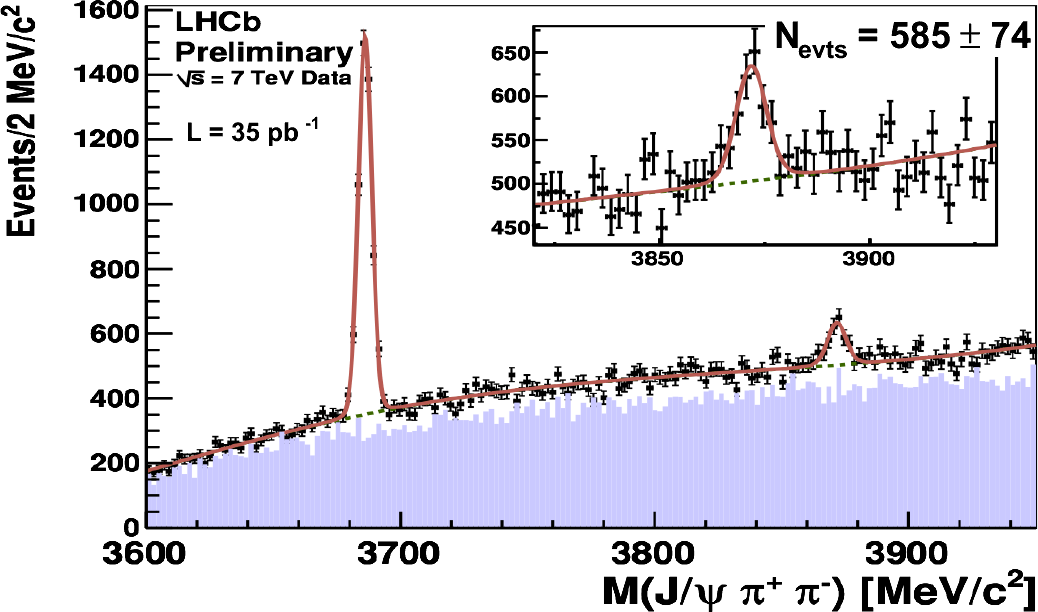 LHCb
Preliminary
√s = 7 TeV Data
L = 35 pb⁻¹
N_evts = 585 ± 74
Events/2 MeV/c²
1600
1400
1200
1000
800
600
400
200
0
650
600
550
500
450
3850 3900
3600 3700 3800 3900
M(J/ψ π⁺ π⁻) [MeV/c²]